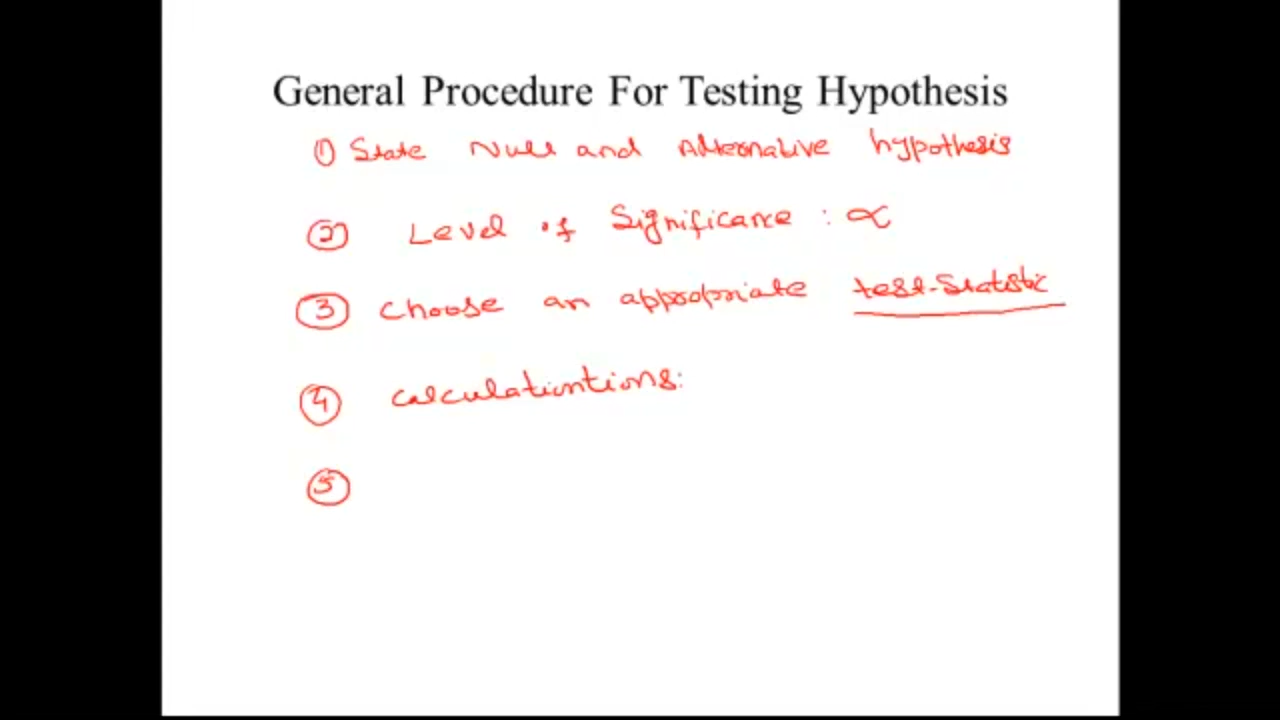 General Procedure For Testing Hypothesis
① State Null and Alternative hypothesis
② Level of Significance : ∝
③ choose an appropriate test-statistic
④ calculationtions:
⑤